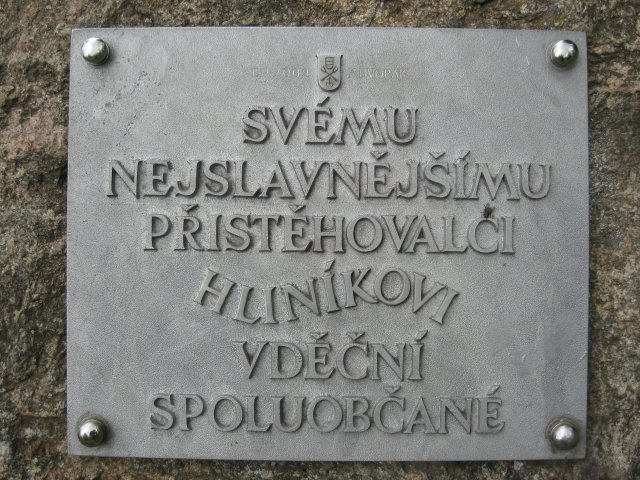 SVÉMU
NEJSLAVNĚJŠÍMU
PŘISTĚHOVALCI
HLINÍKOVI
VDĚČNÍ
SPOLUOBČANÉ